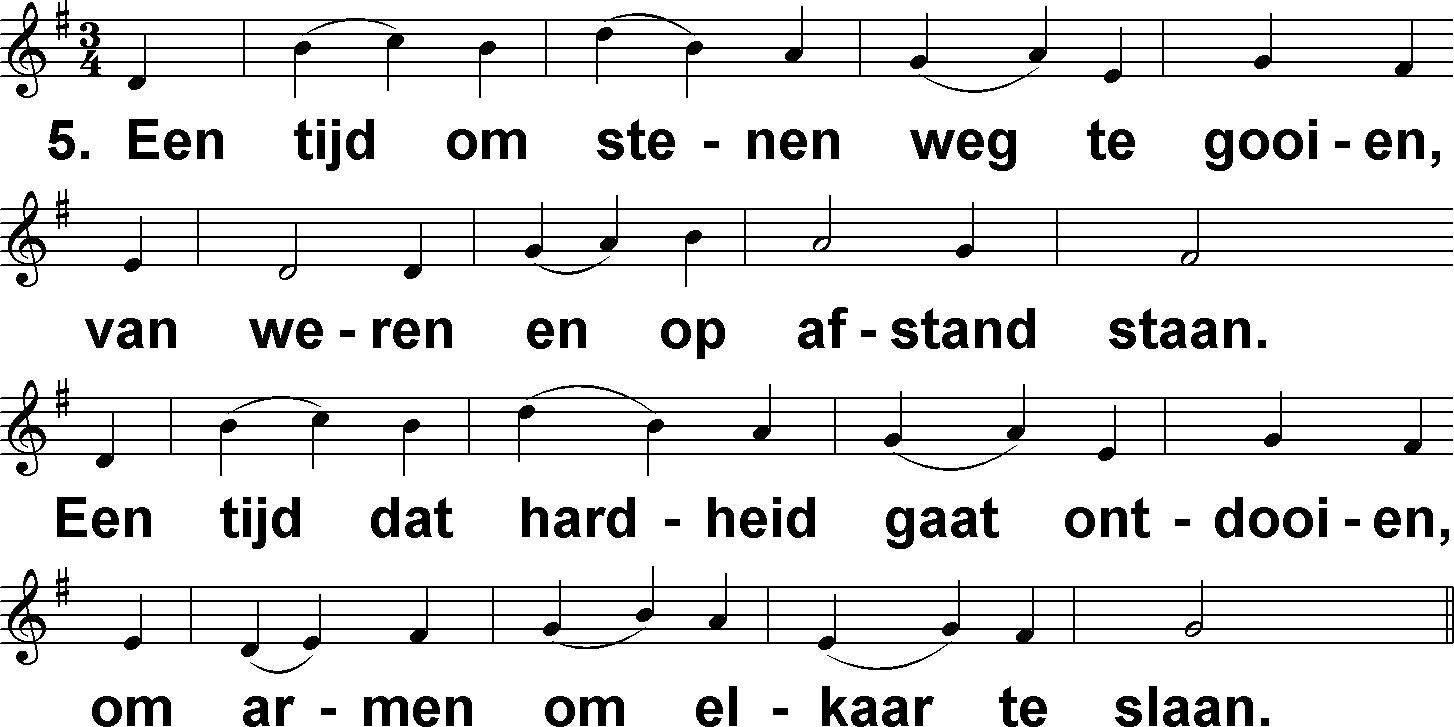 5. Een tijd om ste - nen weg te gooi - en,
van we - ren en op af - stand staan.
Een tijd dat hard - heid gaat ont - dooi - en,
om ar - men om el - kaar te slaan.